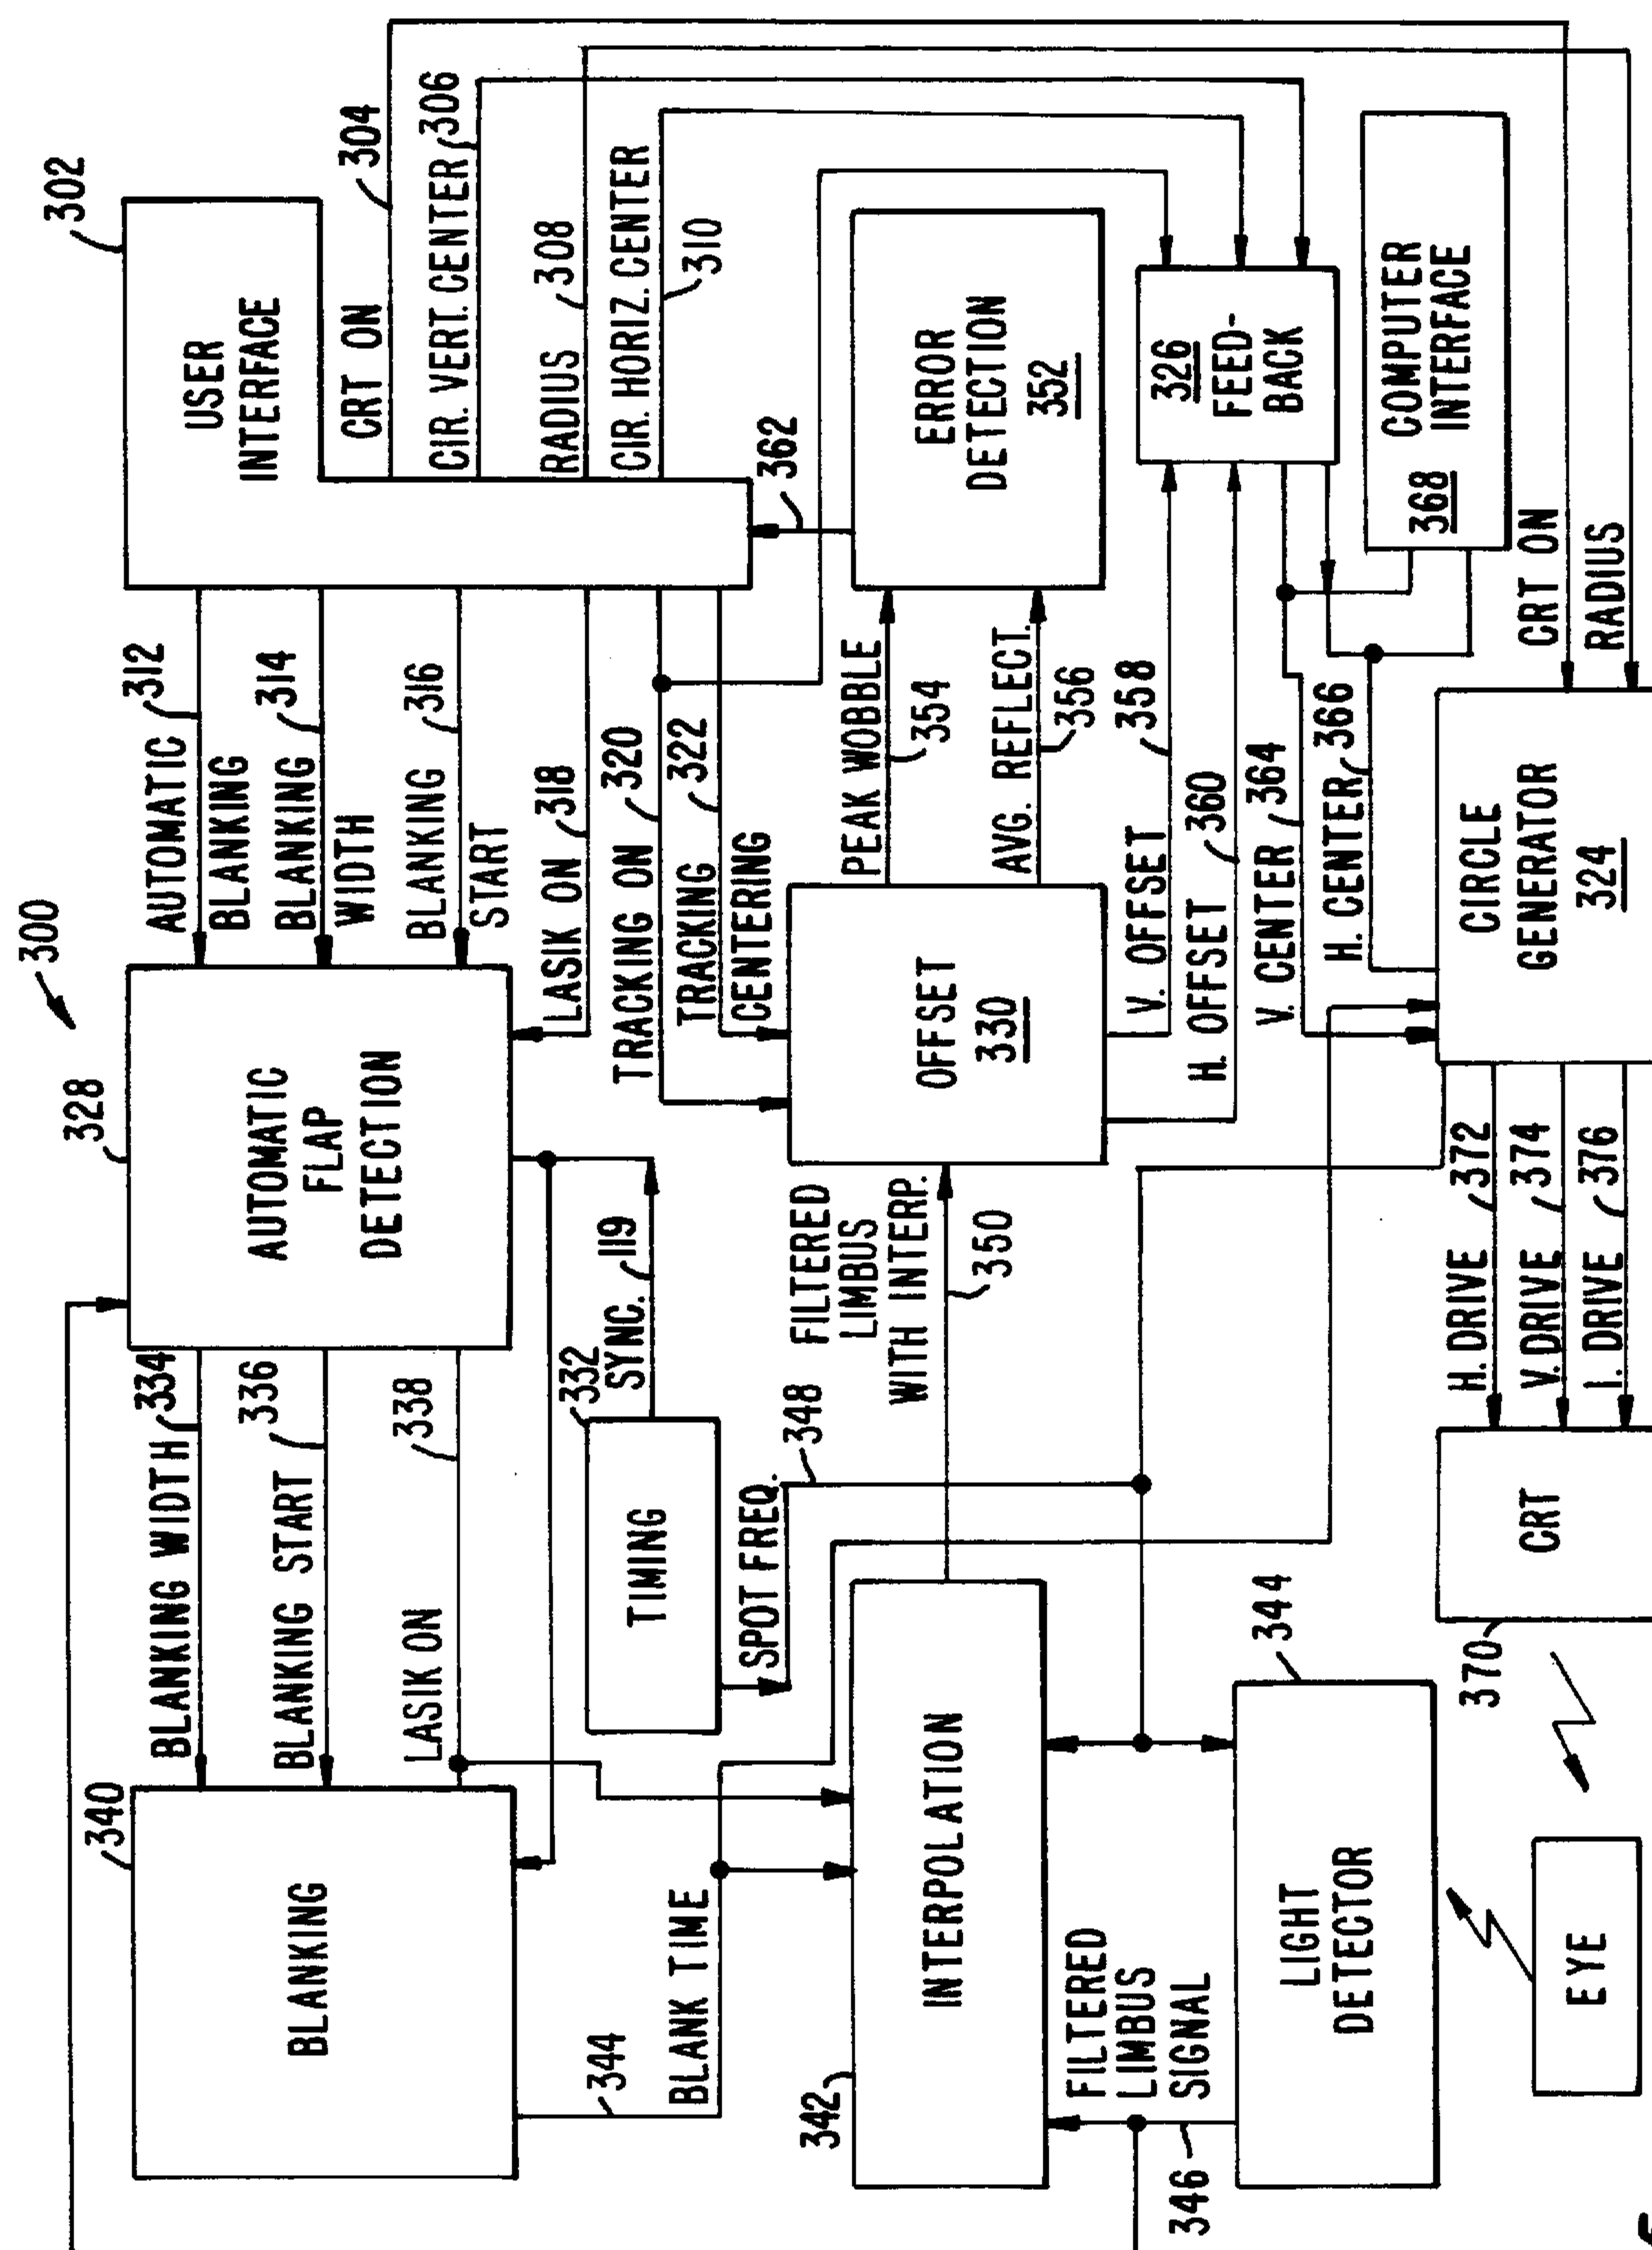 300
328
AUTOMATIC
FLAP
DETECTION
302
USER
INTERFACE
312
AUTOMATIC
BLANKING
314
BLANKING
WIDTH
316
BLANKING
START
318
LASIK ON
320
TRACKING ON
322
TRACKING
CENTERING
CRT ON
304
CIR. VERT. CENTER
306
RADIUS
308
CIR. HORIZ. CENTER
310
340
BLANKING
BLANKING WIDTH
334
BLANKING START
336
LASIK ON
338
332
SYNC.
119
TIMING
SPOT FREQ.
348
344
BLANK TIME
342
INTERPOLATION
FILTERED
LIMBUS
WITH INTERP.
350
OFFSET
330
PEAK WOBBLE
354
AVG. REFLECT.
356
ERROR
DETECTION
352
362
V. OFFSET
358
H. OFFSET
360
V. CENTER
364
H. CENTER
366
326
FEED-
BACK
COMPUTER
INTERFACE
368
CRT ON
RADIUS
FILTERED
LIMBUS
SIGNAL
346
LIGHT
DETECTOR
344
EYE
370
CRT
H. DRIVE
372
V. DRIVE
374
I. DRIVE
376
CIRCLE
GENERATOR
324